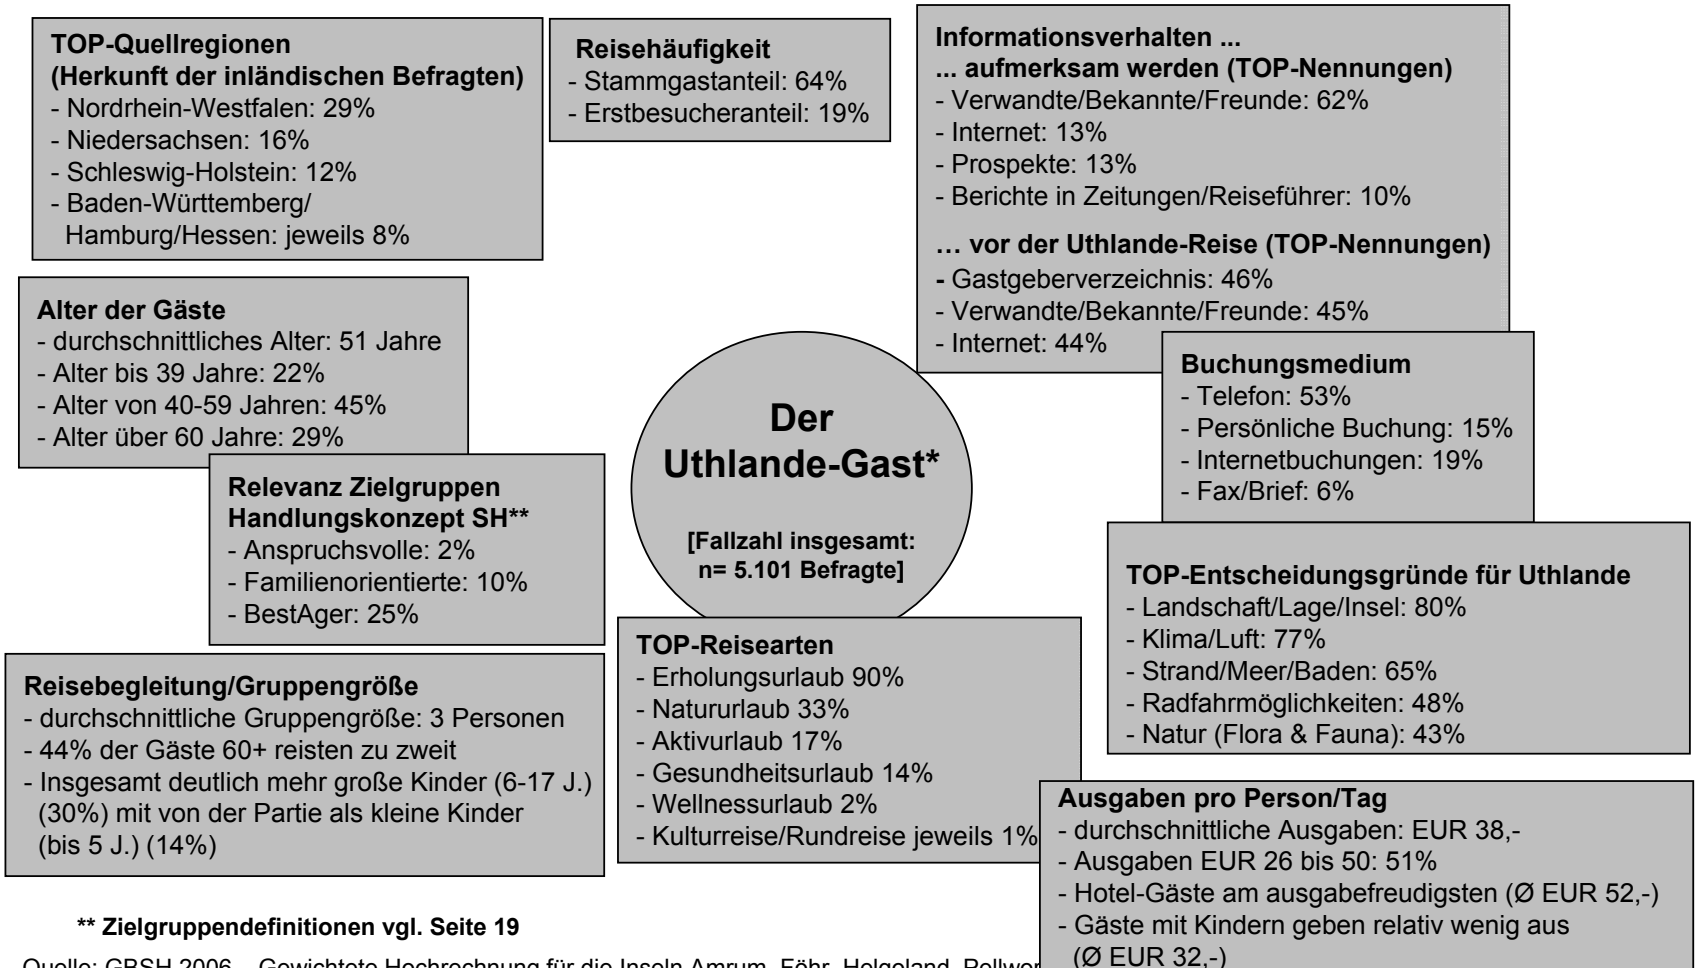 TOP-Quellregionen
(Herkunft der inländischen Befragten)
- Nordrhein-Westfalen: 29%
- Niedersachsen: 16%
- Schleswig-Holstein: 12%
- Baden-Württemberg/
Hamburg/Hessen: jeweils 8%
Reisehäufigkeit
- Stammgastanteil: 64%
- Erstbesucheranteil: 19%
Informationsverhalten ...
... aufmerksam werden (TOP-Nennungen)
- Verwandte/Bekannte/Freunde: 62%
- Internet: 13%
- Prospekte: 13%
- Berichte in Zeitungen/Reiseführer: 10%
… vor der Uthlande-Reise (TOP-Nennungen)
- Gastgeberverzeichnis: 46%
- Verwandte/Bekannte/Freunde: 45%
- Internet: 44%
Alter der Gäste
- durchschnittliches Alter: 51 Jahre
- Alter bis 39 Jahre: 22%
- Alter von 40-59 Jahren: 45%
- Alter über 60 Jahre: 29%
Der
Uthlande-Gast*
[Fallzahl insgesamt:
n= 5.101 Befragte]
Buchungsmedium
- Telefon: 53%
- Persönliche Buchung: 15%
- Internetbuchungen: 19%
- Fax/Brief: 6%
Relevanz Zielgruppen
Handlungskonzept SH**
- Anspruchsvolle: 2%
- Familienorientierte: 10%
- BestAger: 25%
TOP-Entscheidungsgründe für Uthlande
- Landschaft/Lage/Insel: 80%
- Klima/Luft: 77%
- Strand/Meer/Baden: 65%
- Radfahrmöglichkeiten: 48%
- Natur (Flora & Fauna): 43%
Reisebegleitung/Gruppengröße
- durchschnittliche Gruppengröße: 3 Personen
- 44% der Gäste 60+ reisten zu zweit
- Insgesamt deutlich mehr große Kinder (6-17 J.)
(30%) mit von der Partie als kleine Kinder
(bis 5 J.) (14%)
TOP-Reisearten
- Erholungsurlaub 90%
- Natururlaub 33%
- Aktivurlaub 17%
- Gesundheitsurlaub 14%
- Wellnessurlaub 2%
- Kulturreise/Rundreise jeweils 1%
Ausgaben pro Person/Tag
- durchschnittliche Ausgaben: EUR 38,-
- Ausgaben EUR 26 bis 50: 51%
- Hotel-Gäste am ausgabefreudigsten (Ø EUR 52,-)
- Gäste mit Kindern geben relativ wenig aus
(Ø EUR 32,-)
** Zielgruppendefinitionen vgl. Seite 19
Quelle: GBSH 2006 Gewichtete Hochrechnung für die Inseln Amrum, Föhr, Helgoland,